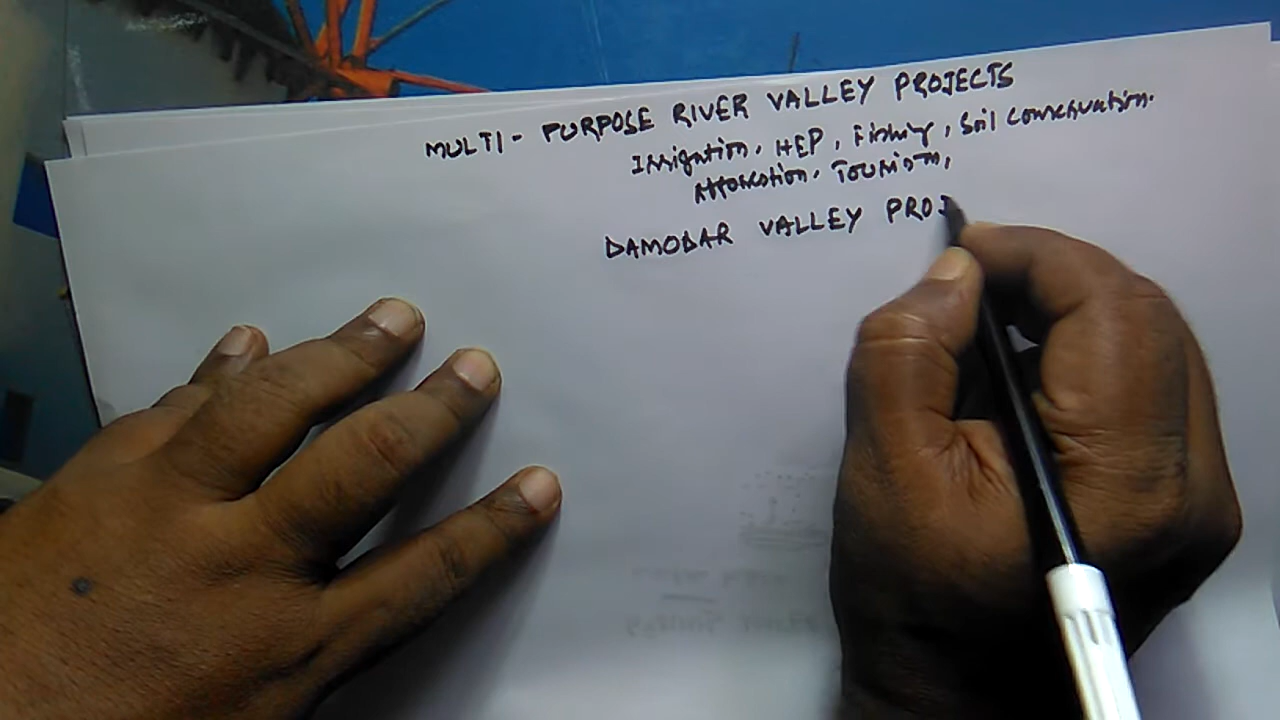 MULTI - PURPOSE RIVER VALLEY PROJECTS
Irrigation, HEP, Fishing, Soil Conservation.
Afforestation, Tourism,
DAMODAR VALLEY PROJ